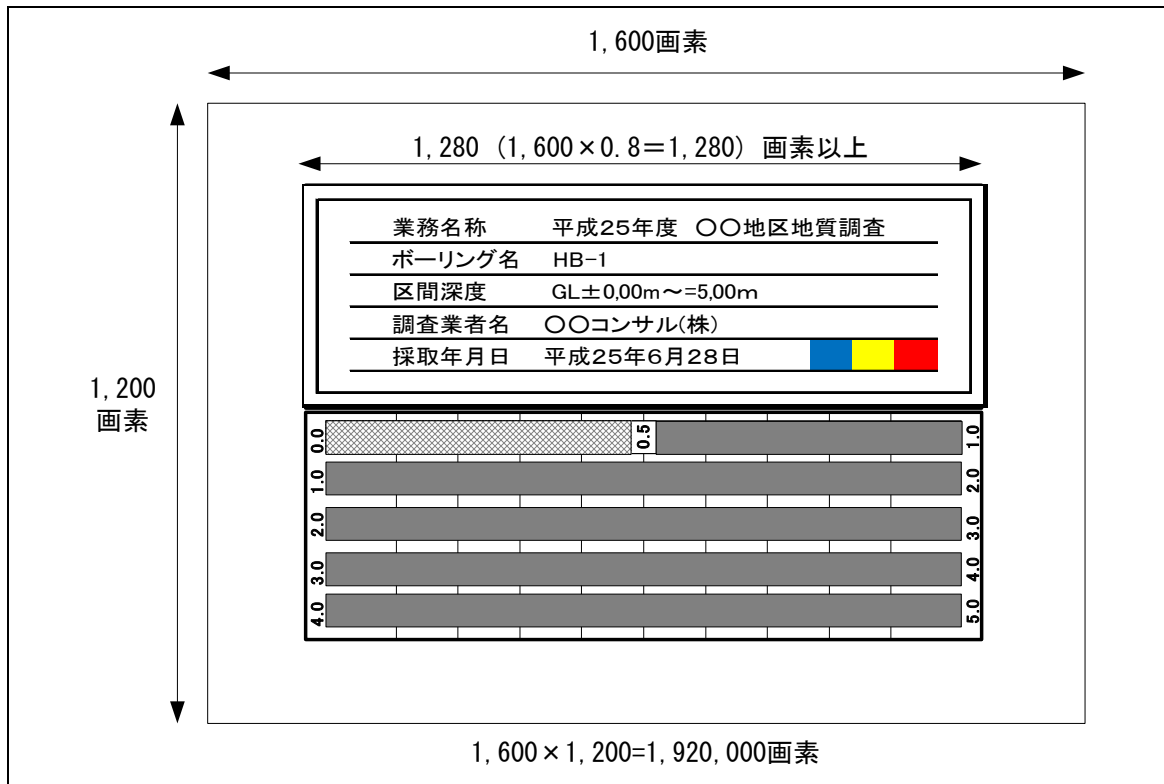 1,600画素
1,280 (1,600×0.8=1,280) 画素以上
業務名称 平成25年度 〇〇地区地質調査
ボーリング名 HB-1
区間深度 GL±0,00m～=5,00m
調査業者名 〇〇コンサル(株)
採取年月日 平成25年6月28日
1,200
画素
0.0 0.5 1.0
1.0 2.0
2.0 3.0
3.0 4.0
4.0 5.0
1,600×1,200=1,920,000画素